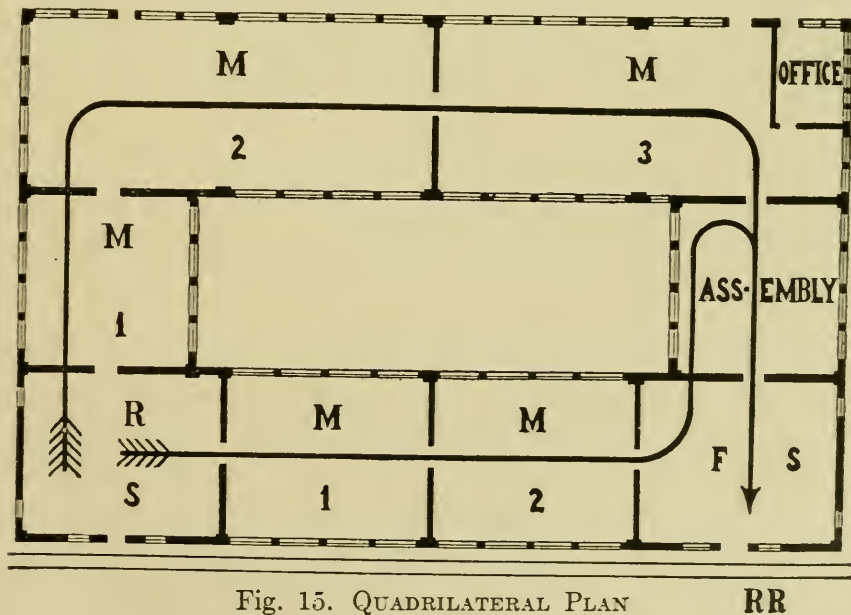 M
M
OFFICE
2
3
M
ASS-EMBLY
1
R
M
M
F
S
S
1
2
Fig. 15. QUADRILATERAL PLAN
RR